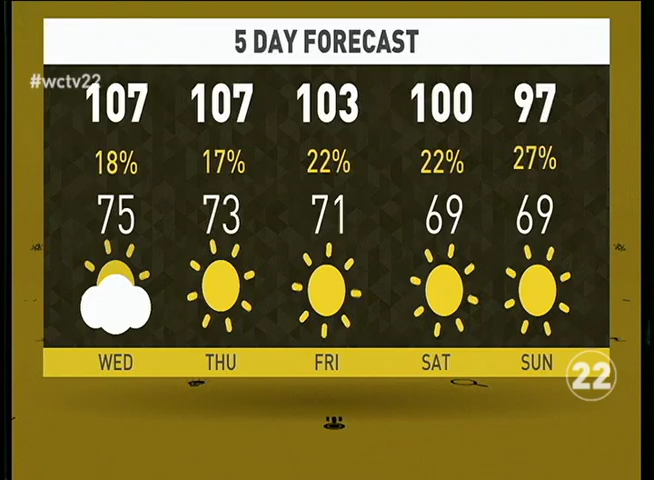 5 DAY FORECAST
#wctv22
107 107 103 100 97
18% 17% 22% 22% 27%
75 73 71 69 69
WED THU FRI SAT SUN
22